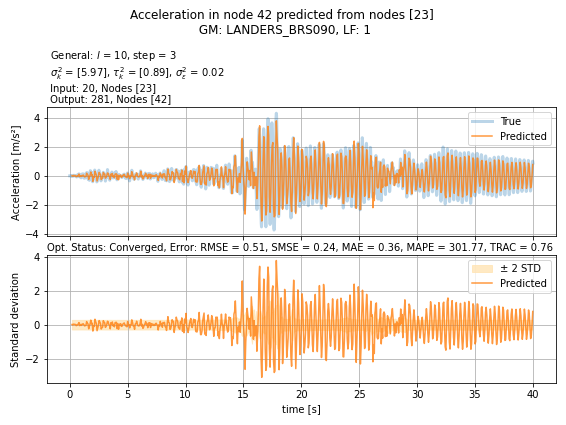 Acceleration in node 42 predicted from nodes [23]
GM: LANDERS_BRS090, LF: 1
General: l = 10, step = 3
σ²ₖ = [5.97], τ²ₖ = [0.89], σ²ε = 0.02
Input: 20, Nodes [23]
Output: 281, Nodes [42]
Acceleration [m/s²]
4
2
0
−2
−4
True
Predicted
Opt. Status: Converged, Error: RMSE = 0.51, SMSE = 0.24, MAE = 0.36, MAPE = 301.77, TRAC = 0.76
Standard deviation
4
2
0
−2
± 2 STD
Predicted
0 5 10 15 20 25 30 35 40
time [s]